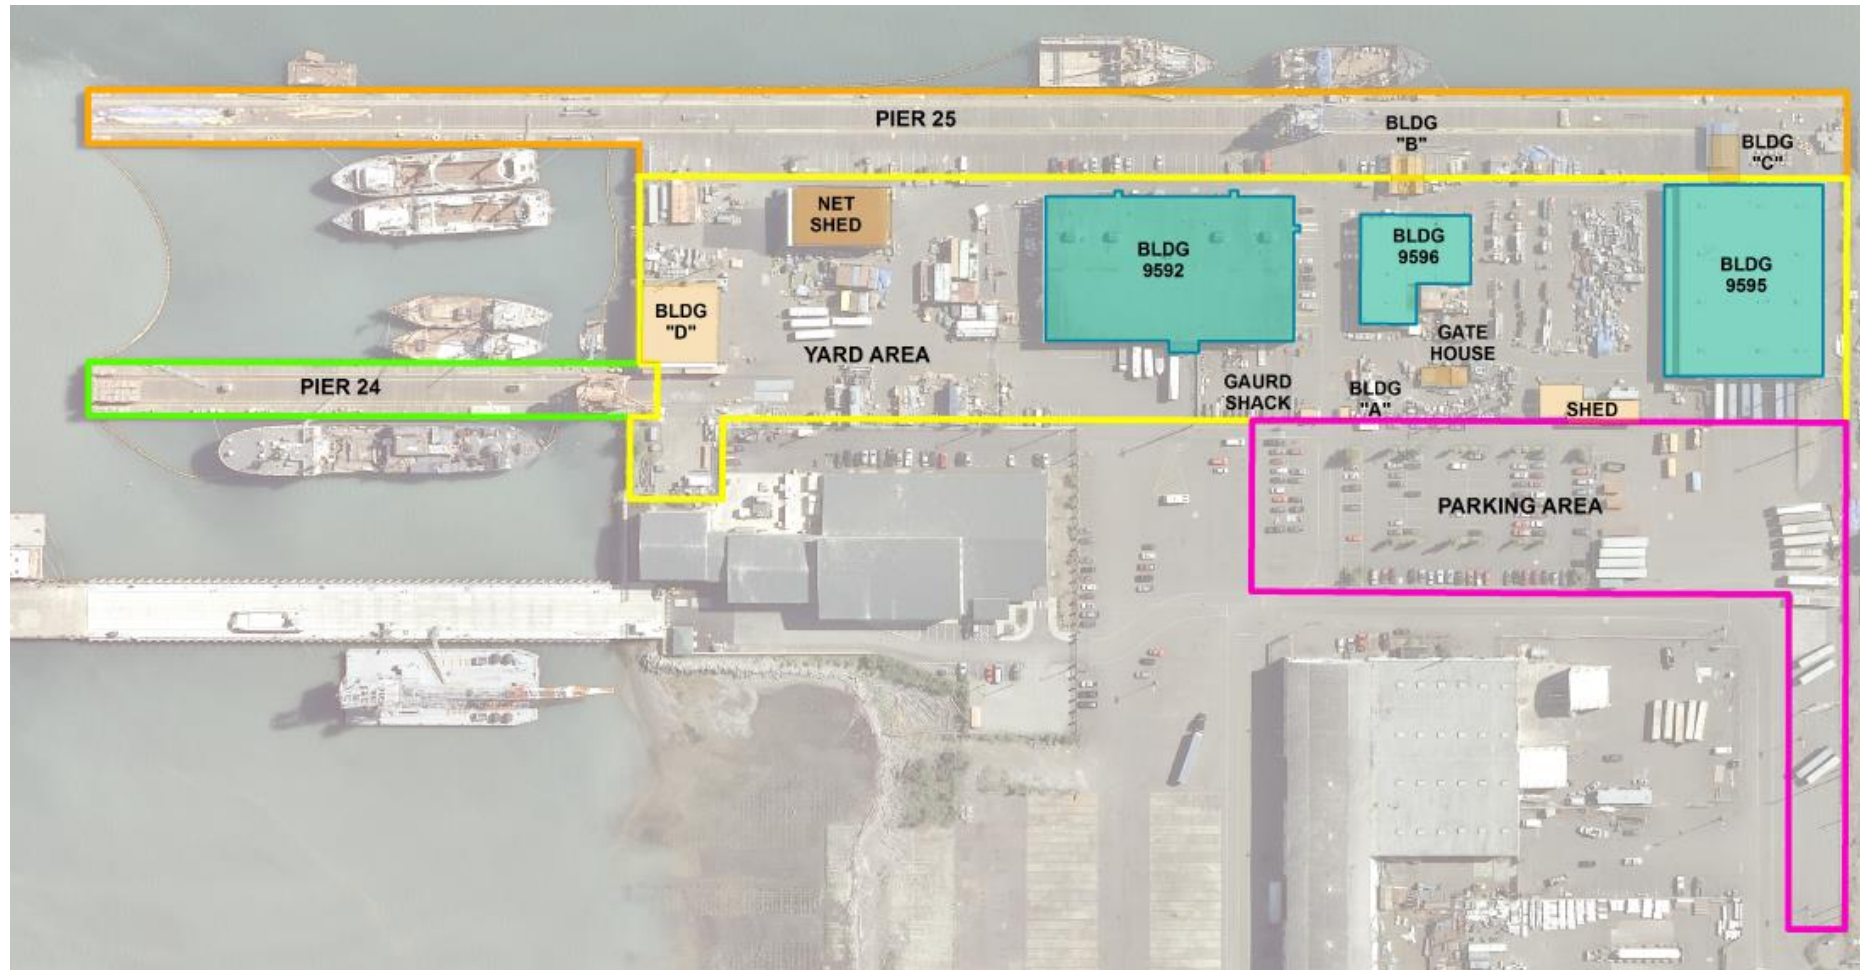 PIER 25
BLDG
"B"
BLDG
"C"
NET
SHED
BLDG
9592
BLDG
9596
BLDG
9595
BLDG
"D"
YARD AREA
GATE
HOUSE
PIER 24
GAURD
SHACK
BLDG
"A"
SHED
PARKING AREA